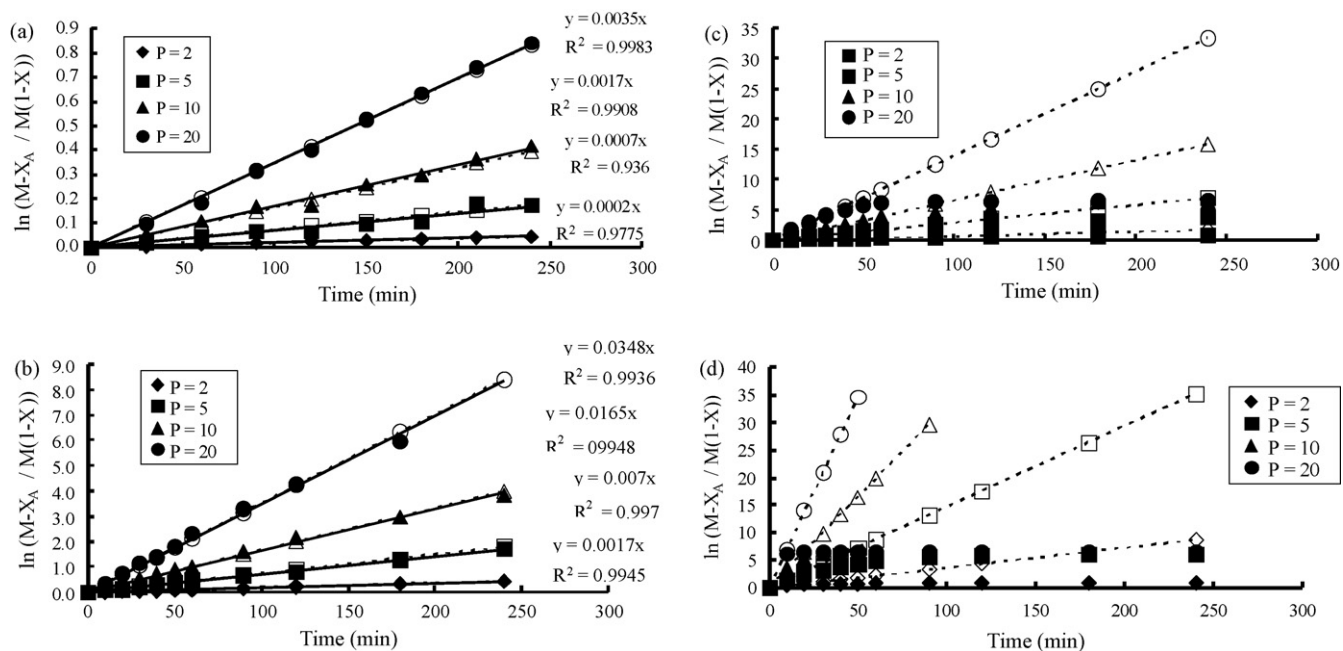 (a)
ln (M-X_A / M(1-X))
0.9
0.8
0.7
0.6
0.5
0.4
0.3
0.2
0.1
0.0
P = 2
P = 5
P = 10
P = 20
y = 0.0035x
R² = 0.9983
y = 0.0017x
R² = 0.9908
y = 0.0007x
R² = 0.936
y = 0.0002x
R² = 0.9775
0 50 100 150 200 250 300
Time (min)
(c)
ln (M-X_A / M(1-X))
35
30
25
20
15
10
5
0
P = 2
P = 5
P = 10
P = 20
0 50 100 150 200 250 300
Time (min)
(b)
ln (M-X_A / M(1-X))
9.0
8.0
7.0
6.0
5.0
4.0
3.0
2.0
1.0
0.0
P = 2
P = 5
P = 10
P = 20
y = 0.0348x
R² = 0.9936
y = 0.0165x
R² = 09948
y = 0.007x
R² = 0.997
y = 0.0017x
R² = 0.9945
0 50 100 150 200 250 300
Time (min)
(d)
ln (M-X_A / M(1-X))
40
35
30
25
20
15
10
5
0
P = 2
P = 5
P = 10
P = 20
0 50 100 150 200 250 300
Time (min)